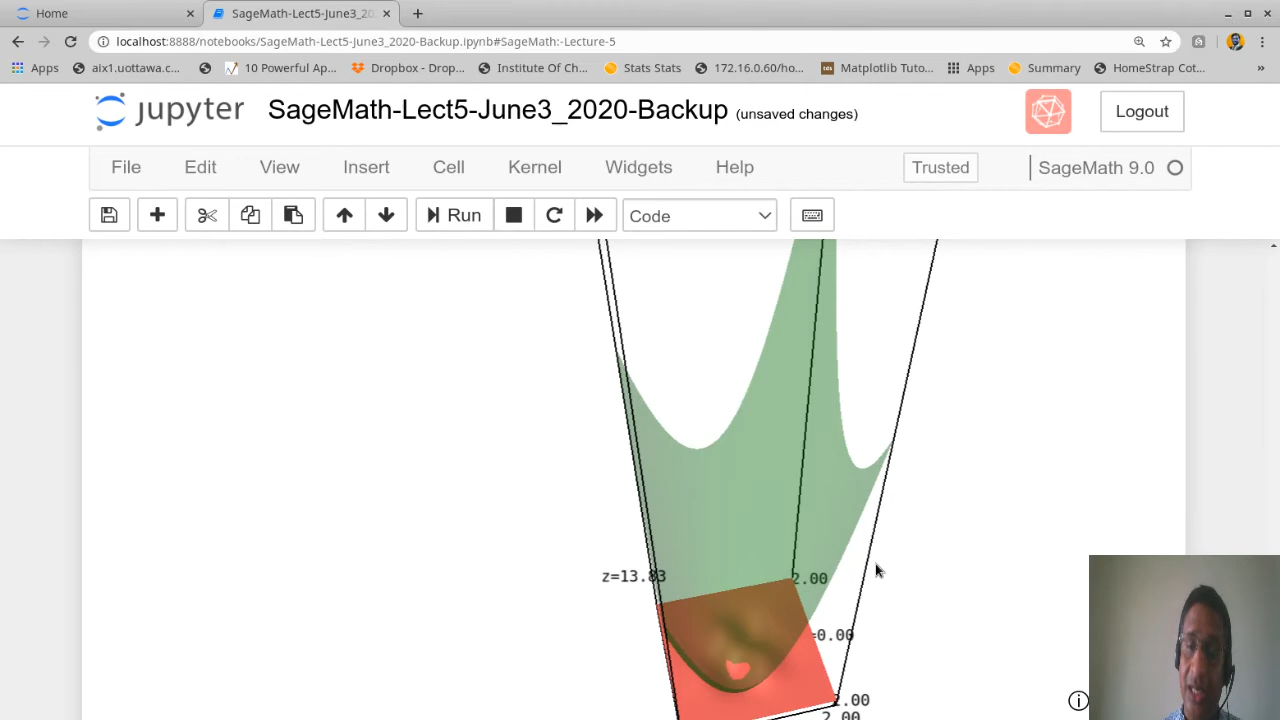 Home
SageMath-Lect5-June3_20
localhost:8888/notebooks/SageMath-Lect5-June3_2020-Backup.ipynb#SageMath:-Lecture-5
Apps aix1.uottawa.c... 10 Powerful Ap... Dropbox - Drop... Institute Of Ch... Stats Stats 172.16.0.60/ho... Matplotlib Tuto... Apps Summary HomeStrap Cot... »
jupyter SageMath-Lect5-June3_2020-Backup (unsaved changes) Logout
File Edit View Insert Cell Kernel Widgets Help Trusted SageMath 9.0
Run Code
z=13.83
2.00
=0.00
2.00
2.00